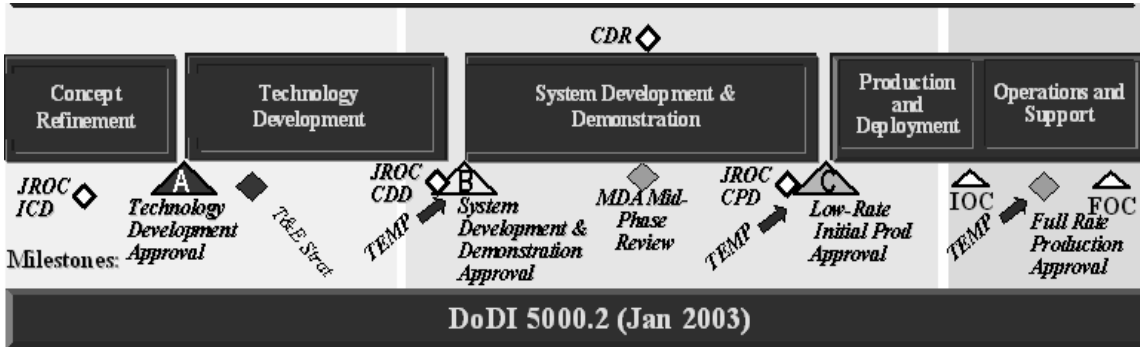 CDR
Concept
Refinement
Technology
Development
System Development &
Demonstration
Production
and
Deployment
Operations and
Support
JROC
ICD
A
Technology
Development
Approval
T&E Strat
JROC
CDD
TEMP
B
System
Development &
Demonstration
Approval
MDA Mid-
Phase
Review
JROC
CPD
TEMP
C
Low-Rate
Initial Prod
Approval
IOC
TEMP
Full Rate
Production
Approval
FOC
Milestones:
DoDI 5000.2 (Jan 2003)